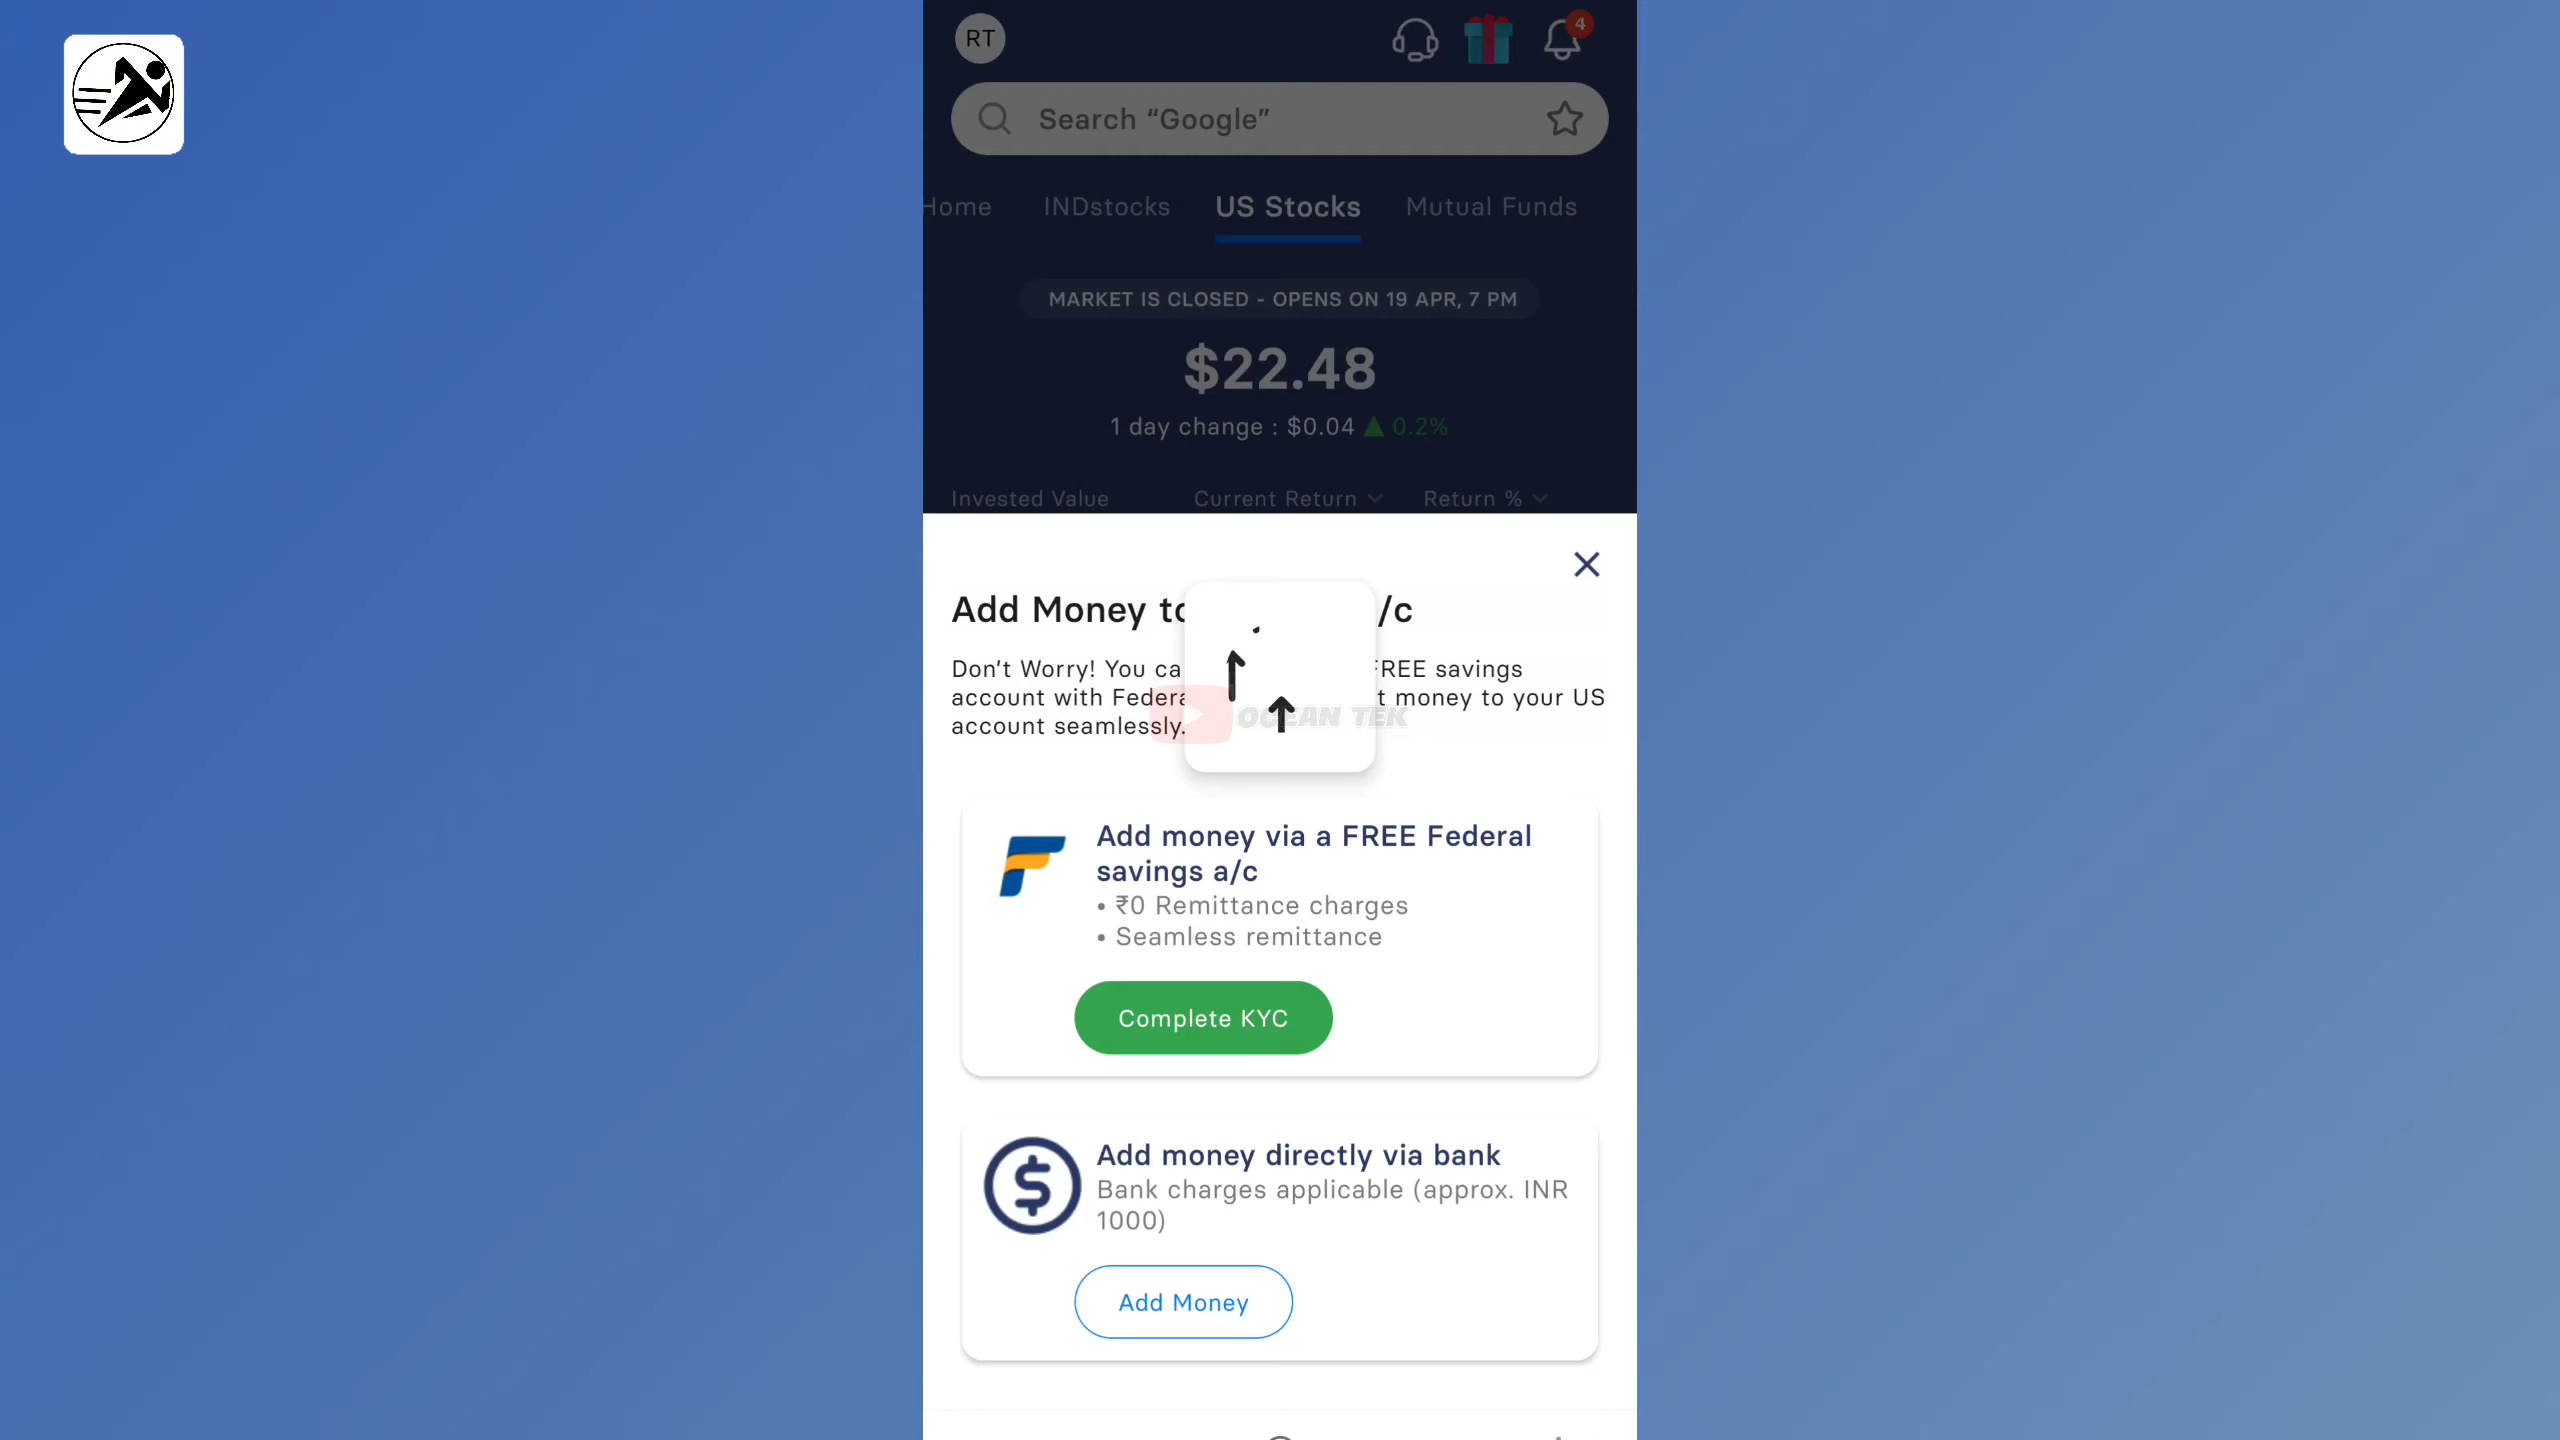 RT
4
Search “Google”
Home INDstocks US Stocks Mutual Funds
MARKET IS CLOSED - OPENS ON 19 APR, 7 PM
$22.48
1 day change : $0.04 ▲ 0.2%
Invested Value Current Return Return %
Add Money to /c
Don’t Worry! You FREE savings
account with money to your US
account seamlessly.
OCEAN TEK
Add money via a FREE Federal
savings a/c
• ₹0 Remittance charges
• Seamless remittance
Complete KYC
Add money directly via bank
Bank charges applicable (approx. INR
1000)
Add Money